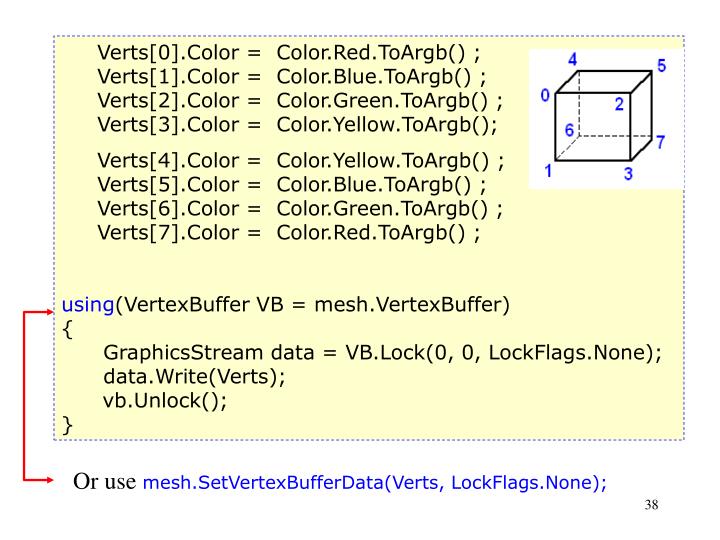 Verts[0].Color = Color.Red.ToArgb() ;
Verts[1].Color = Color.Blue.ToArgb() ;
Verts[2].Color = Color.Green.ToArgb() ;
Verts[3].Color = Color.Yellow.ToArgb();
Verts[4].Color = Color.Yellow.ToArgb() ;
Verts[5].Color = Color.Blue.ToArgb() ;
Verts[6].Color = Color.Green.ToArgb() ;
Verts[7].Color = Color.Red.ToArgb() ;
4
5
0
2
6
7
1
3
using(VertexBuffer VB = mesh.VertexBuffer)
{
GraphicsStream data = VB.Lock(0, 0, LockFlags.None);
data.Write(Verts);
vb.Unlock();
}
Or use mesh.SetVertexBufferData(Verts, LockFlags.None);
38